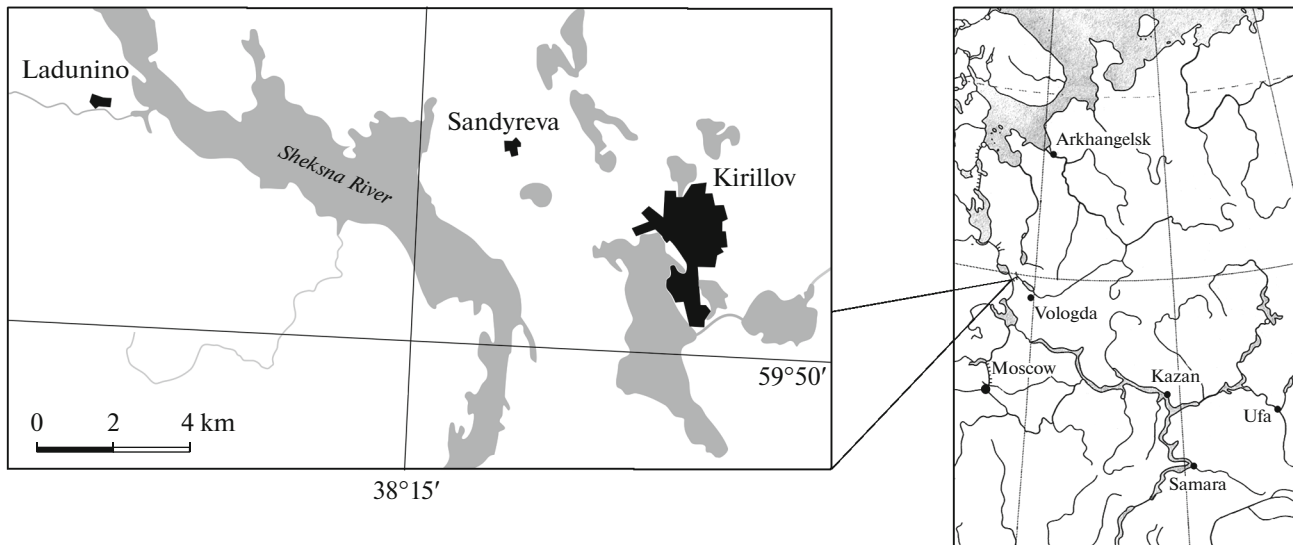 Ladunino
Sandyreva
Sheksna River
Kirillov
59°50′
0 2 4 km
38°15′
Arkhangelsk
Vologda
Moscow
Kazan
Ufa
Samara